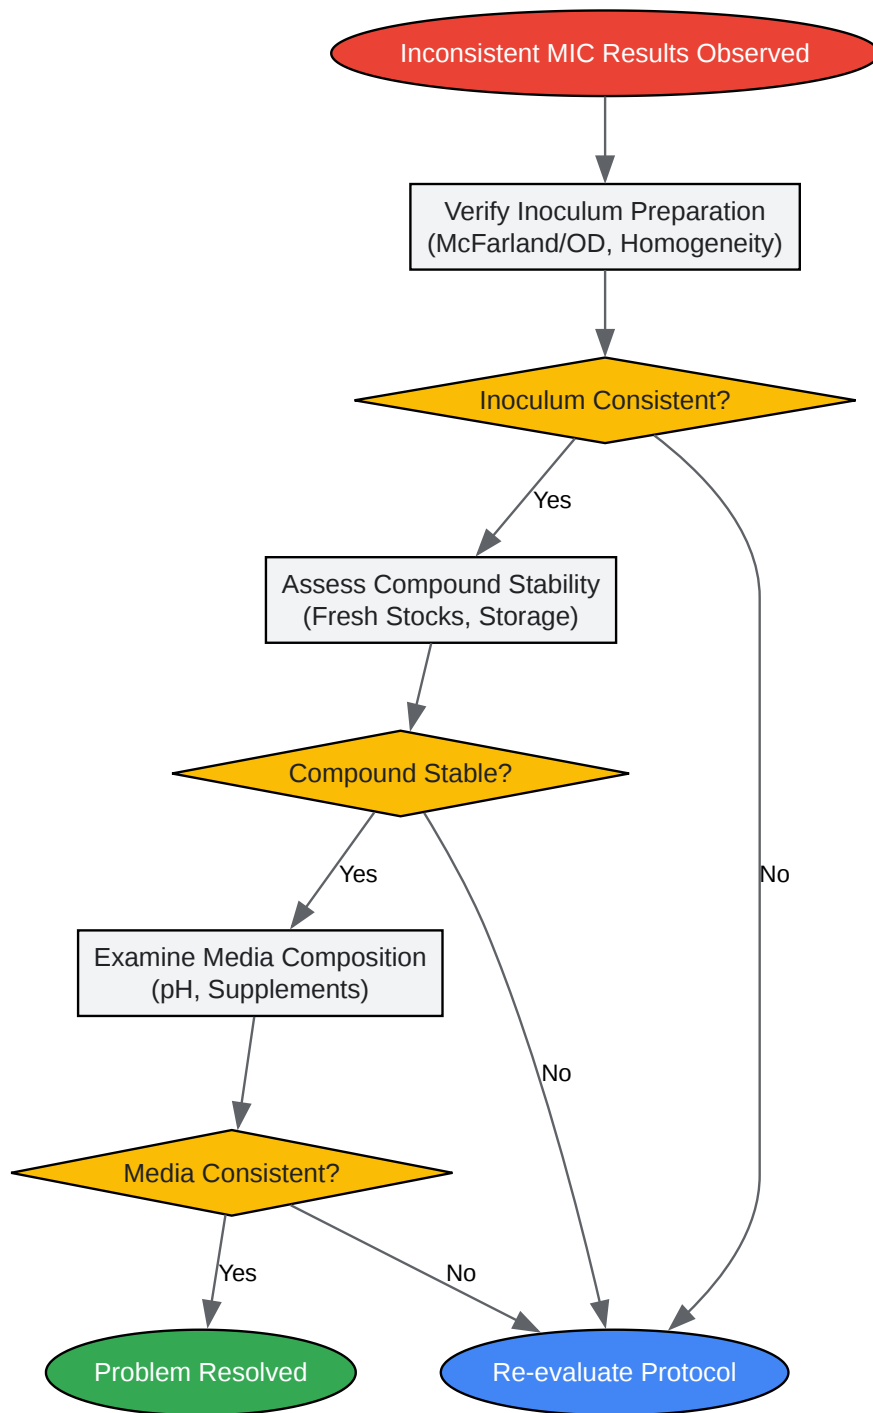 Inconsistent MIC Results Observed
Verify Inoculum Preparation
(McFarland/OD, Homogeneity)
Inoculum Consistent?
Yes
Assess Compound Stability
(Fresh Stocks, Storage)
Compound Stable?
Yes
No
Examine Media Composition
(pH, Supplements)
No
Media Consistent?
Yes
No
Problem Resolved
Re-evaluate Protocol